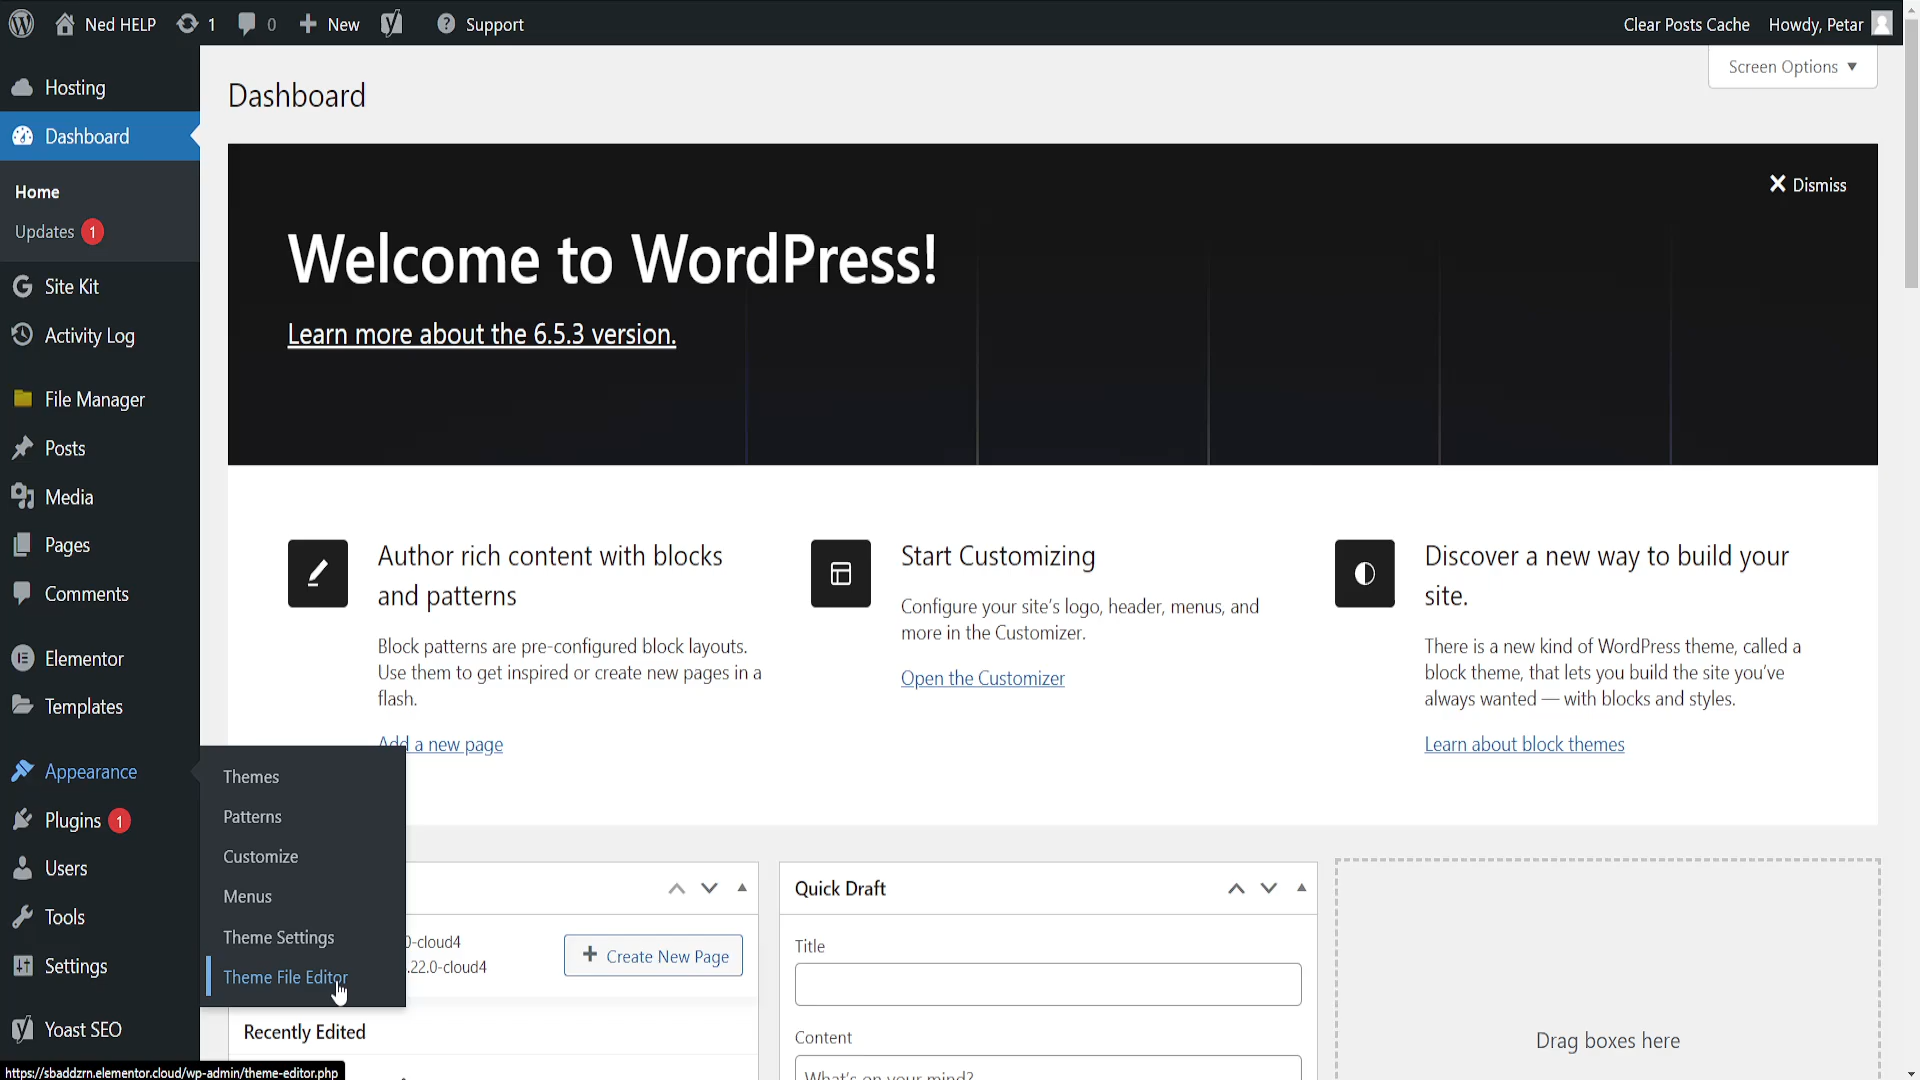 Ned HELP 1 0 New Support Clear Posts Cache Howdy, Petar
Screen Options
Hosting
Dashboard
Home
Updates 1
Site Kit
Activity Log
File Manager
Posts
Media
Pages
Comments
Elementor
Templates
Appearance
Plugins 1
Users
Tools
Settings
Yoast SEO
Themes
Patterns
Customize
Menus
Theme Settings
Theme File Editor
Dashboard
Dismiss
Welcome to WordPress!
Learn more about the 6.5.3 version.
Author rich content with blocks
and patterns
Block patterns are pre-configured block layouts.
Use them to get inspired or create new pages in a
flash.
Add a new page
Start Customizing
Configure your site's logo, header, menus, and
more in the Customizer.
Open the Customizer
Discover a new way to build your
site.
There is a new kind of WordPress theme, called a
block theme, that lets you build the site you've
always wanted — with blocks and styles.
Learn about block themes
0-cloud4
.22.0-cloud4
+ Create New Page
Recently Edited
Quick Draft
Title
Content
What's on your mind?
Drag boxes here
https://sbaddzrn.elementor.cloud/wp-admin/theme-editor.php